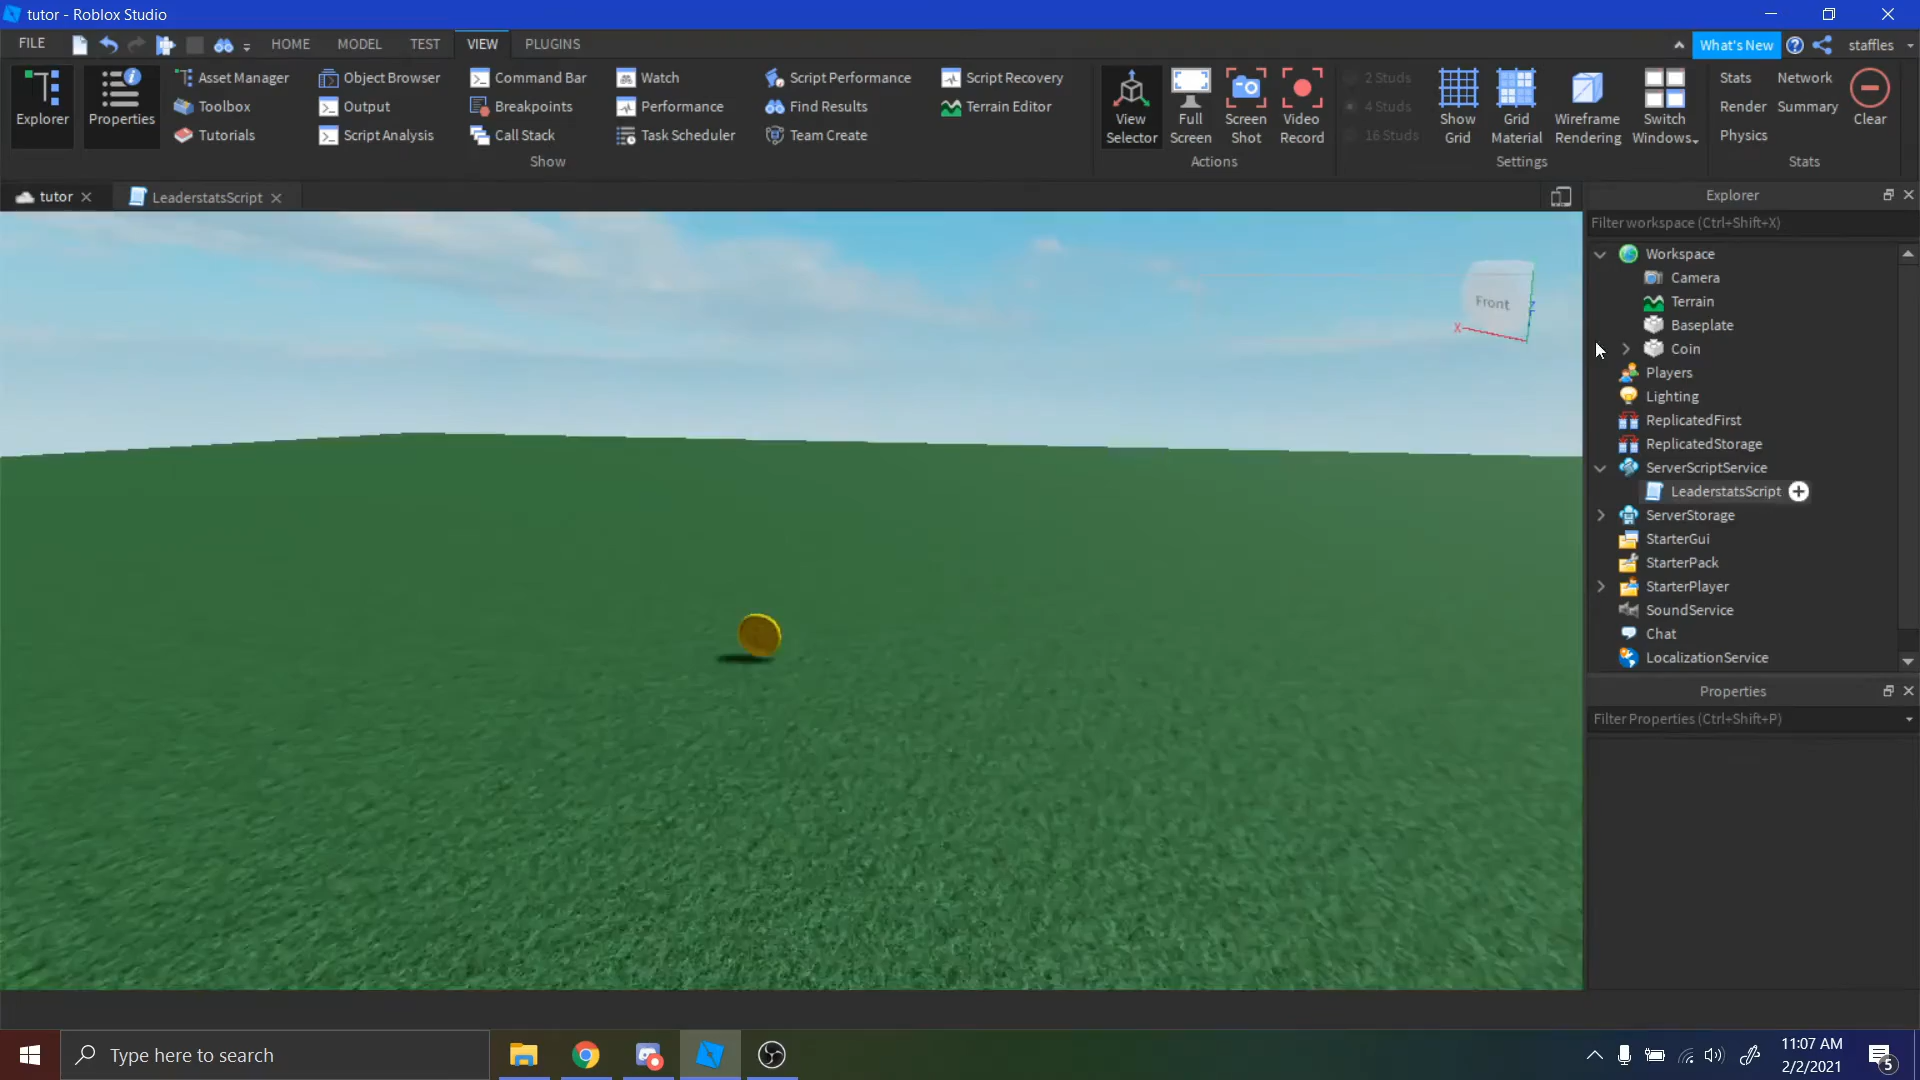 tutor - Roblox Studio
FILE HOME MODEL TEST VIEW PLUGINS What's New staffles
Explorer
Properties
Asset Manager
Toolbox
Tutorials
Object Browser
Output
Script Analysis
Command Bar
Breakpoints
Call Stack
Watch
Performance
Task Scheduler
Script Performance
Find Results
Team Create
Script Recovery
Terrain Editor
Show
View
Selector
Full
Screen
Screen
Shot
Video
Record
Actions
2 Studs
4 Studs
16 Studs
Show
Grid
Grid
Material
Wireframe
Rendering
Switch
Windows
Settings
Stats
Render
Physics
Network
Summary
Clear
Stats
tutor
LeaderstatsScript
Front
X
Z
Explorer
Filter workspace (Ctrl+Shift+X)
Workspace
Camera
Terrain
Baseplate
Coin
Players
Lighting
ReplicatedFirst
ReplicatedStorage
ServerScriptService
LeaderstatsScript
ServerStorage
StarterGui
StarterPack
StarterPlayer
SoundService
Chat
LocalizationService
Properties
Filter Properties (Ctrl+Shift+P)
Type here to search
11:07 AM
2/2/2021
5